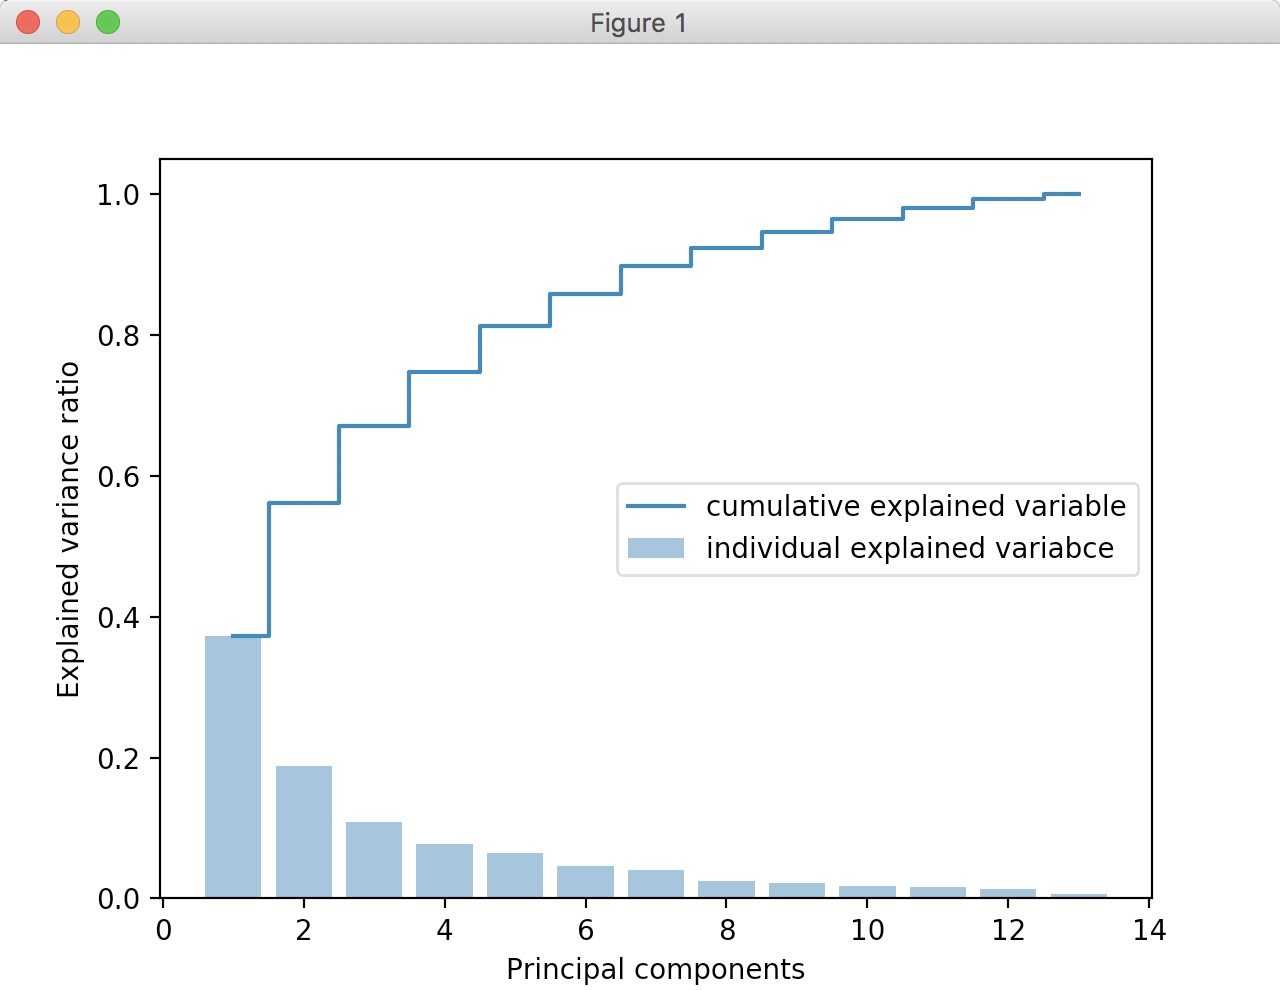 Figure 1
1.0
0.8
0.6
0.4
0.2
0.0
Explained variance ratio
cumulative explained variable
individual explained variabce
0 2 4 6 8 10 12 14
Principal components